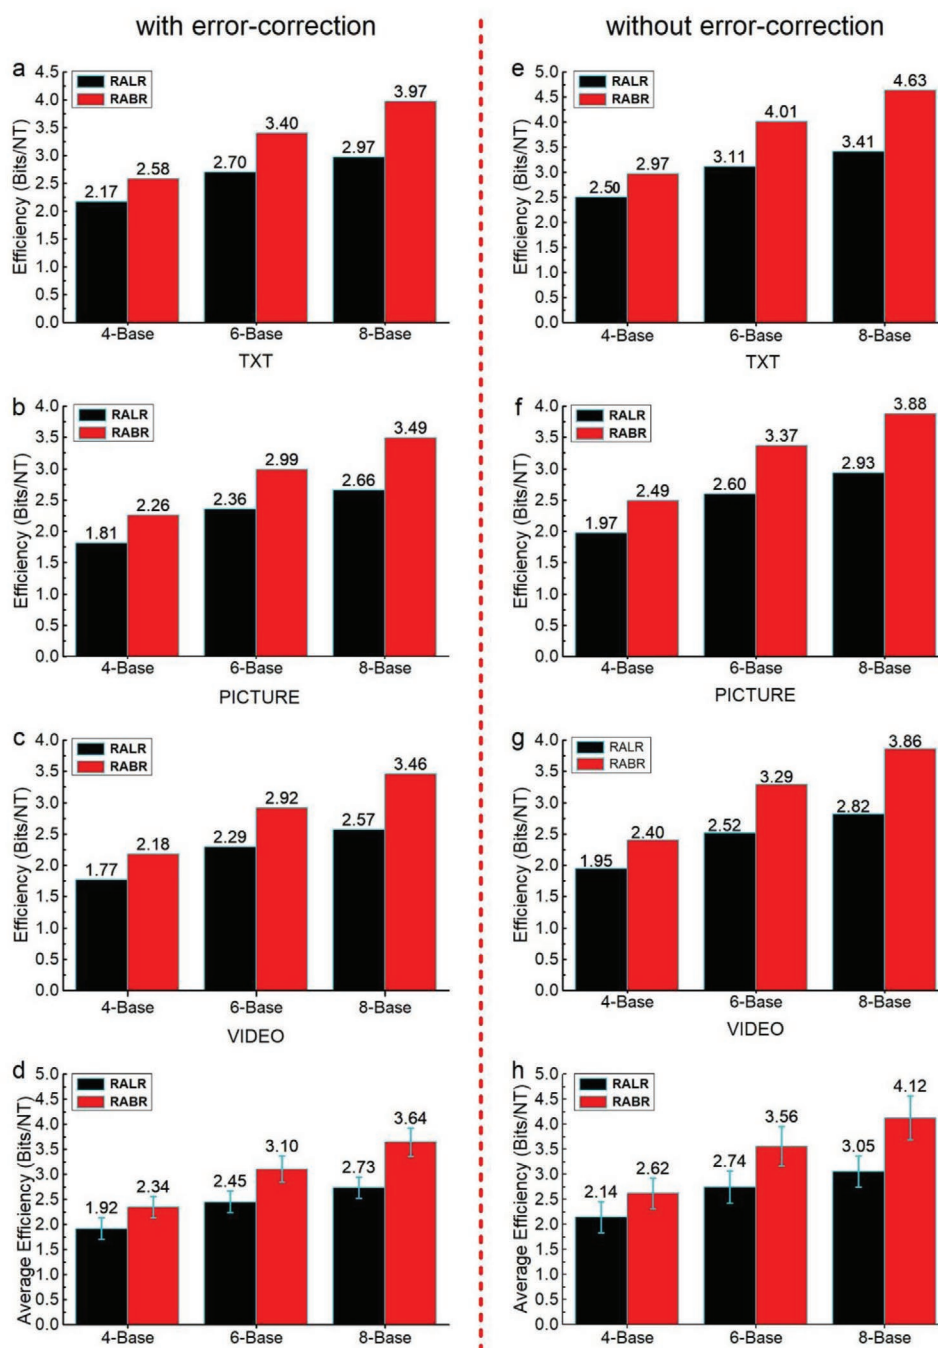 with error-correction
without error-correction
a
RALR
RABR
Efficiency (Bits/NT)
4.5
4.0
3.5
3.0
2.5
2.0
1.5
1.0
0.5
0.0
2.17
2.58
2.70
3.40
2.97
3.97
4-Base
6-Base
8-Base
TXT
e
RALR
RABR
Efficiency (Bits/NT)
5.0
4.5
4.0
3.5
3.0
2.5
2.0
1.5
1.0
0.5
0.0
2.50
2.97
3.11
4.01
3.41
4.63
4-Base
6-Base
8-Base
TXT
b
RALR
RABR
Efficiency (Bits/NT)
4.0
3.5
3.0
2.5
2.0
1.5
1.0
0.5
0.0
1.81
2.26
2.36
2.99
2.66
3.49
4-Base
6-Base
8-Base
PICTURE
f
RALR
RABR
Efficiency (Bits/NT)
4.0
3.5
3.0
2.5
2.0
1.5
1.0
0.5
0.0
1.97
2.49
2.60
3.37
2.93
3.88
4-Base
6-Base
8-Base
PICTURE
c
RALR
RABR
Efficiency (Bits/NT)
4.0
3.5
3.0
2.5
2.0
1.5
1.0
0.5
0.0
1.77
2.18
2.29
2.92
2.57
3.46
4-Base
6-Base
8-Base
VIDEO
g
RALR
RABR
Efficiency (Bits/NT)
4.0
3.5
3.0
2.5
2.0
1.5
1.0
0.5
0.0
1.95
2.40
2.52
3.29
2.82
3.86
4-Base
6-Base
8-Base
VIDEO
d
RALR
RABR
Average Efficiency (Bits/NT)
5.0
4.5
4.0
3.5
3.0
2.5
2.0
1.5
1.0
0.5
0.0
1.92
2.34
2.45
3.10
2.73
3.64
4-Base
6-Base
8-Base
h
RALR
RABR
Average Efficiency (Bits/NT)
5.0
4.5
4.0
3.5
3.0
2.5
2.0
1.5
1.0
0.5
0.0
2.14
2.62
2.74
3.56
3.05
4.12
4-Base
6-Base
8-Base